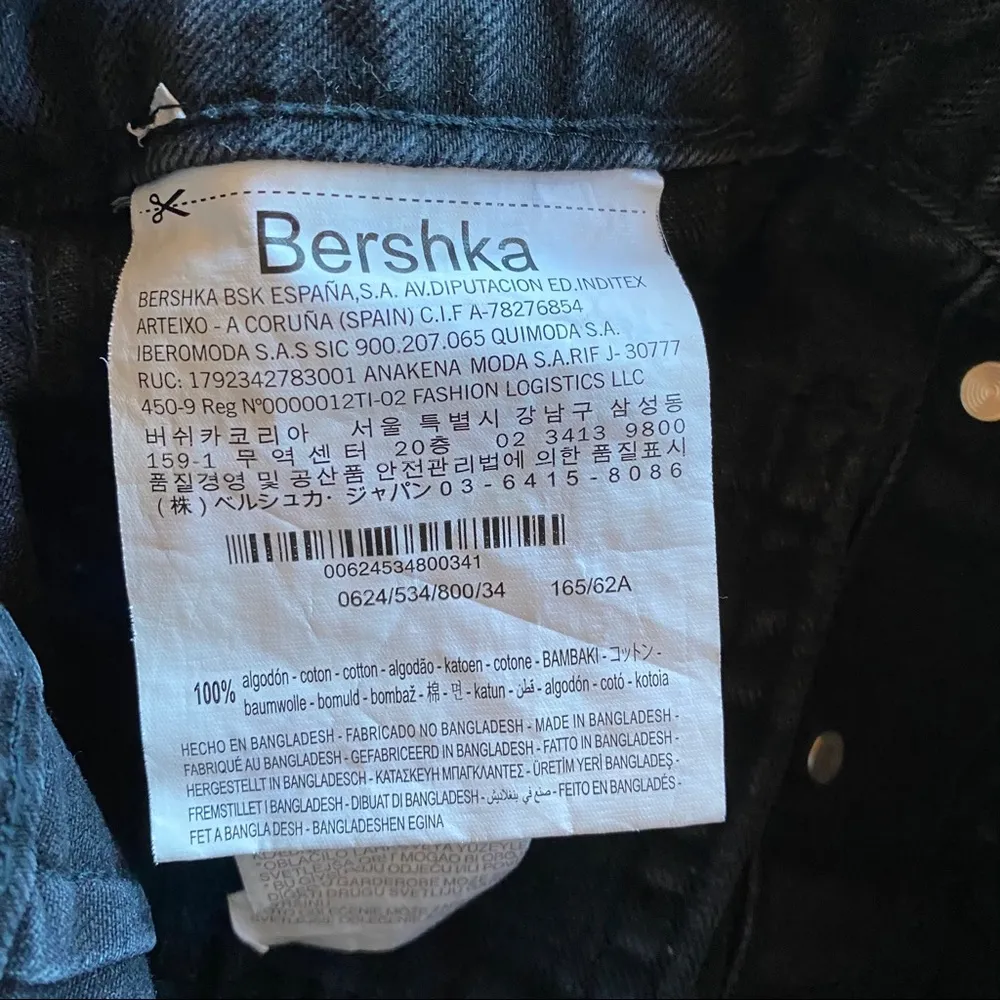 Bershka
BERSHKA BSK ESPAÑA,S.A. AV.DIPUTACION ED.INDITEX
ARTEIXO - A CORUÑA (SPAIN) C.I.F A-78276854
IBEROMODA S.A.S SIC 900.207.065 QUIMODA S.A.
RUC: 1792342783001 ANAKENA MODA S.A.RIF J- 30777
450-9 Reg Nº0000012TI-02 FASHION LOGISTICS LLC
버쉬카코리아 서울 특별시 강남구 삼성동
159-1 무역센터 20층 02 3413 9800
품질경영 및 공산품 안전관리법에 의한 품질표시
(株)ベルシュカ・ジャパン03-6415-8086
00624534800341
0624/534/800/34 165/62A
100% algodón - coton - cotton - algodão - katoen - cotone - BAMBAKI - コットン -
baumwolle - bomuld - bombaž - 棉 - 면 - katun - قطن - algodón - cotó - kotoia
HECHO EN BANGLADESH - FABRICADO NO BANGLADESH - MADE IN BANGLADESH -
FABRIQUÉ AU BANGLADESH - GEFABRICEERD IN BANGLADESH - FATTO IN BANGLADESH -
HERGESTELLT IN BANGLADESCH - ΚΑΤΑΣΚΕΥΗ ΜΠΑΓΚΛΑΝΤΕΣ - ÜRETİM YERİ BANGLADEŞ -
FREMSTILLET I BANGLADESH - DIBUAT DI BANGLADESH - صنع في بنغلاديش - FEITO EN BANGLADÉS -
FET A BANGLA DESH - BANGLADESHEN EGINA